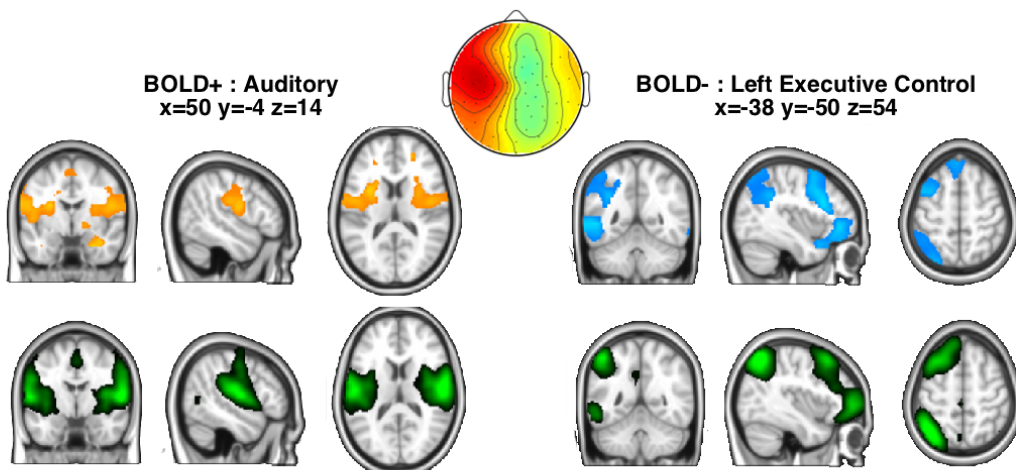 BOLD+ : Auditory
x=50 y=-4 z=14
BOLD- : Left Executive Control
x=-38 y=-50 z=54